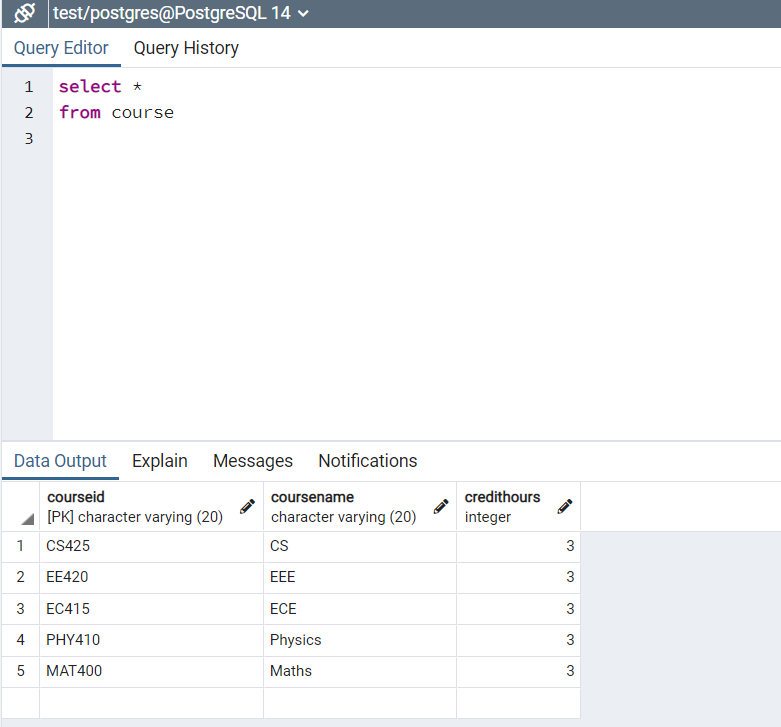 test/postgres@PostgreSQL 14
Query Editor Query History
1 select *
2 from course
3
Data Output Explain Messages Notifications
courseid coursename credithours
[PK] character varying (20) character varying (20) integer
1 CS425 CS 3
2 EE420 EEE 3
3 EC415 ECE 3
4 PHY410 Physics 3
5 MAT400 Maths 3